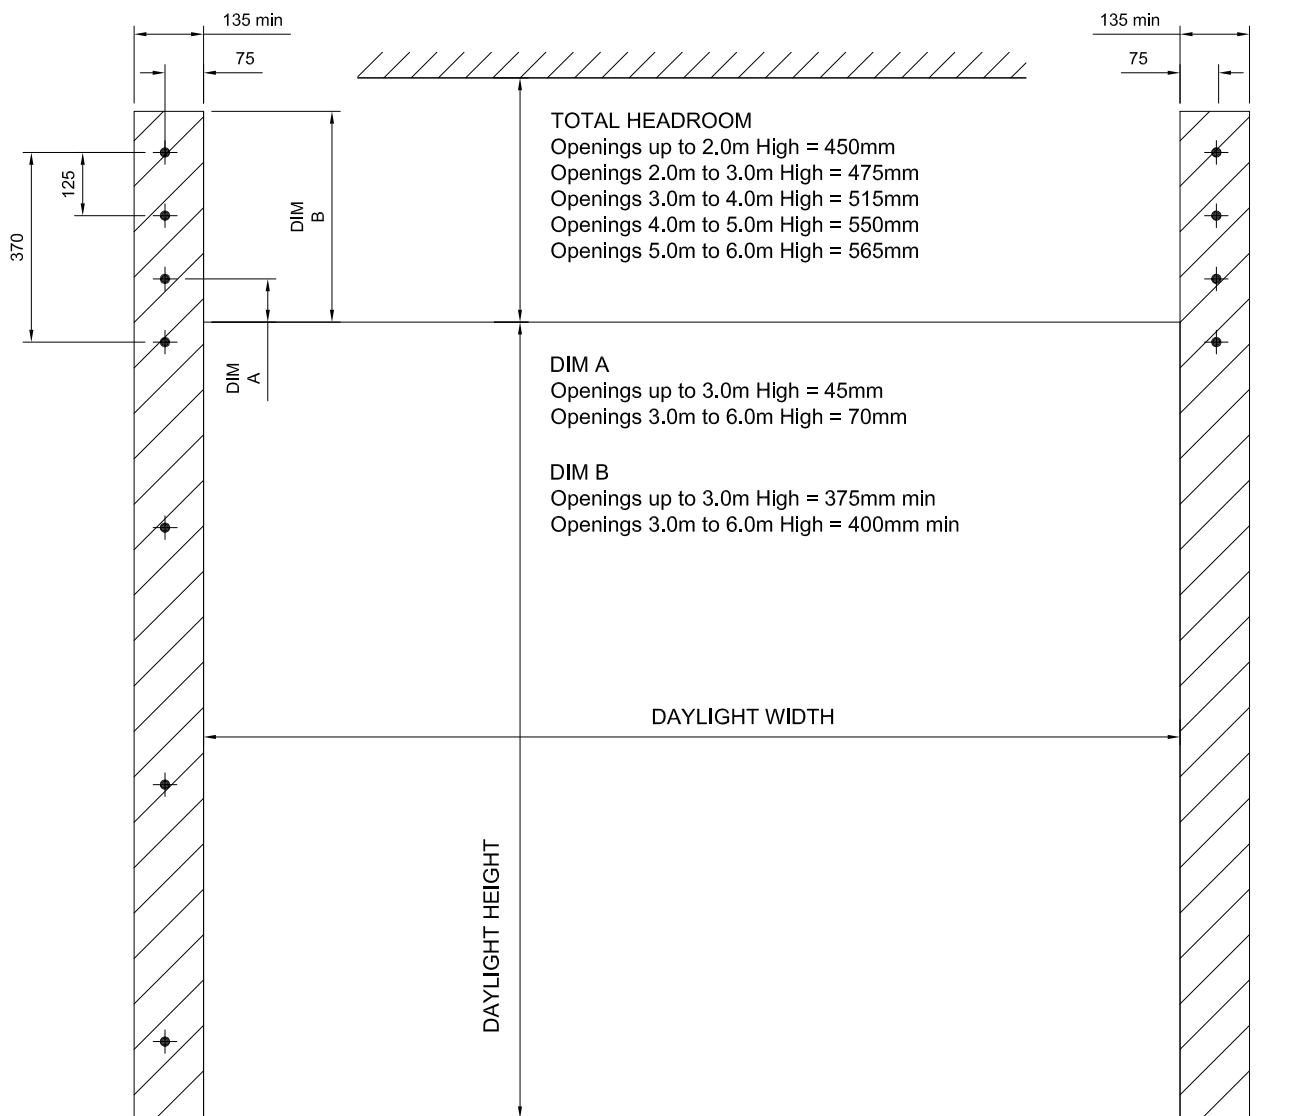 135 min
135 min
75
75
TOTAL HEADROOM
Openings up to 2.0m High = 450mm
Openings 2.0m to 3.0m High = 475mm
Openings 3.0m to 4.0m High = 515mm
Openings 4.0m to 5.0m High = 550mm
Openings 5.0m to 6.0m High = 565mm
125
370
DIM
B
DIM
A
DIM A
Openings up to 3.0m High = 45mm
Openings 3.0m to 6.0m High = 70mm
DIM B
Openings up to 3.0m High = 375mm min
Openings 3.0m to 6.0m High = 400mm min
DAYLIGHT WIDTH
DAYLIGHT HEIGHT